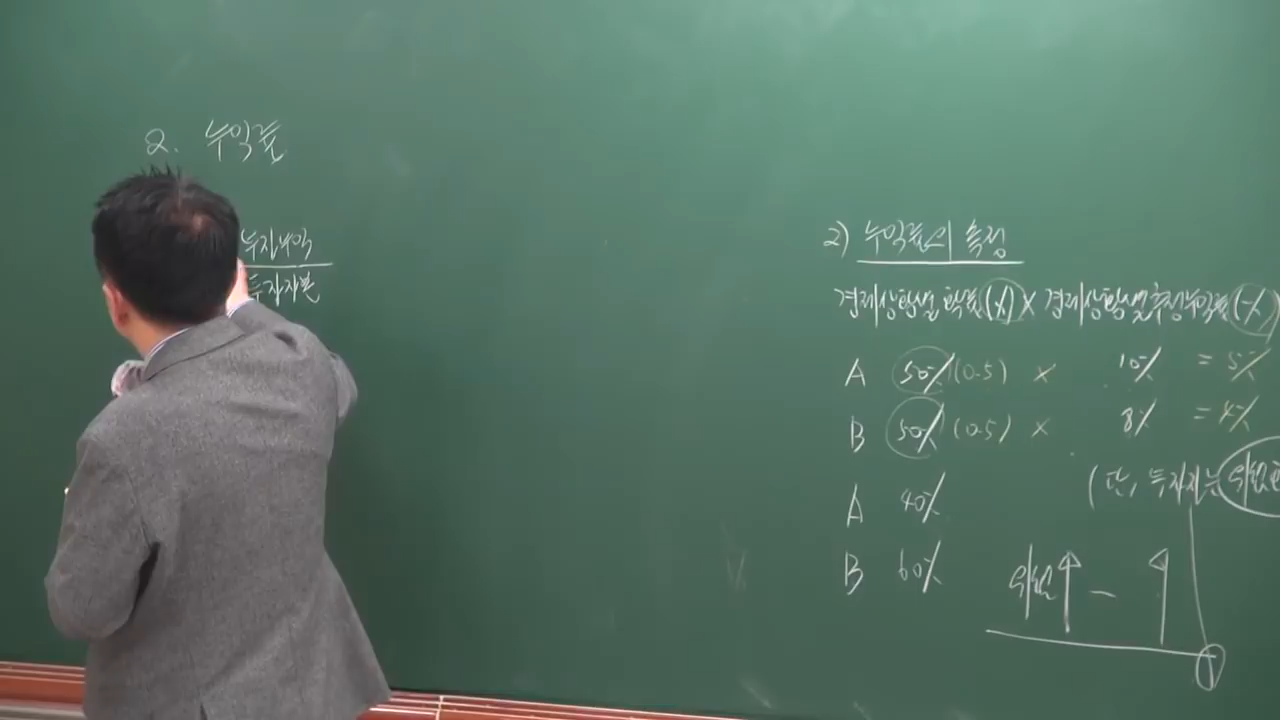 2. 수익률
투자수익
투자자본
2) 수익률의 측정
경제상황별 확률(%) × 경제상황별 추정수익률(%)
A 50%(0.5) × 10% = 5%
B 50%(0.5) × 8% = 4%
(단, 투자자는 위험
A 40%
B 60%
위험↑ - ↑